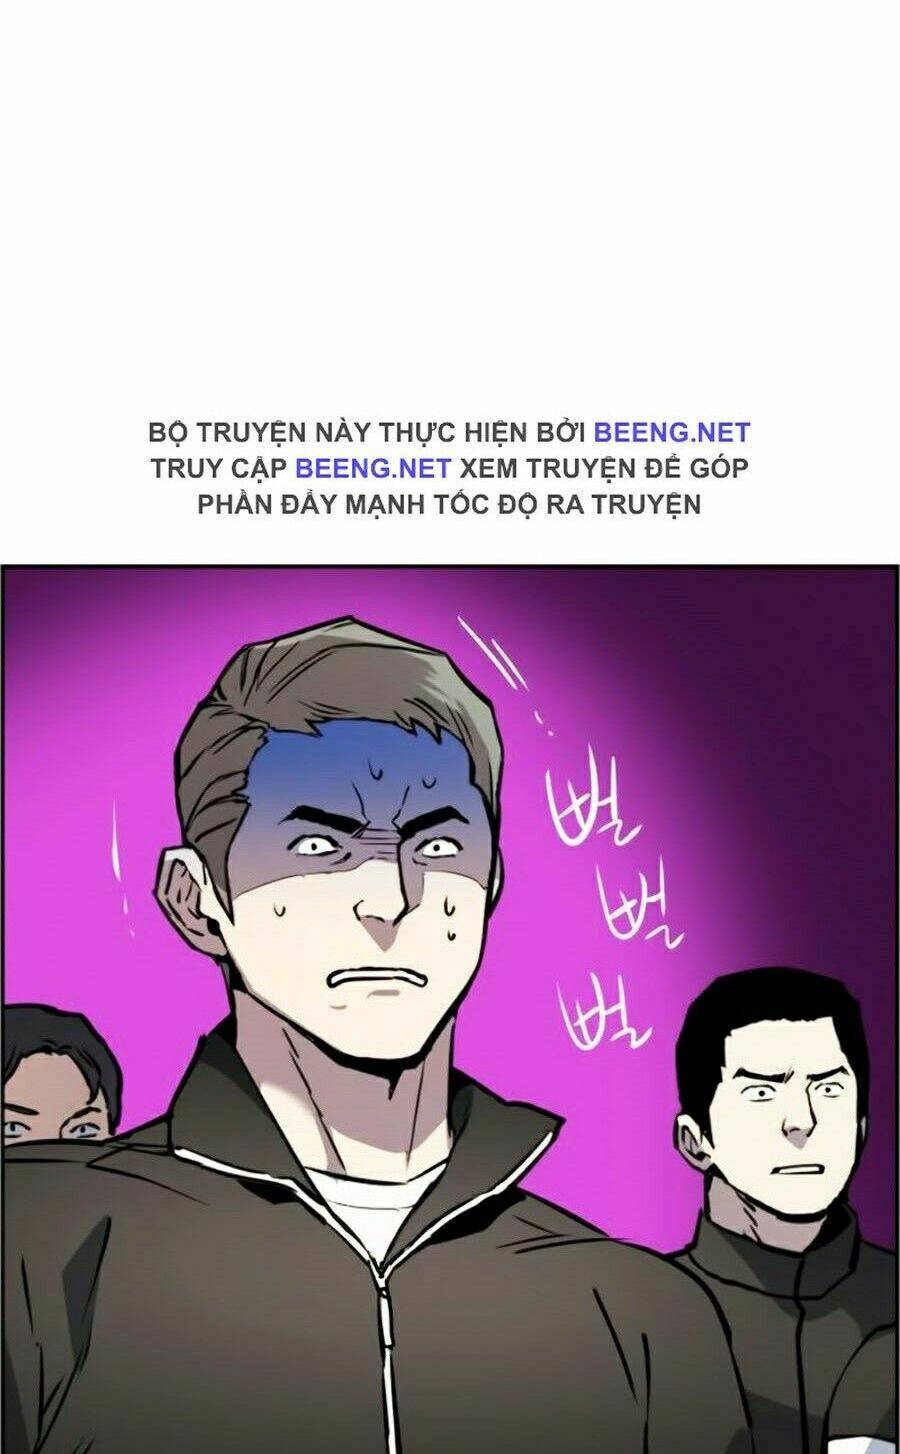 BỘ TRUYỆN NÀY THỰC HIỆN BỞI BEENG.NET
TRUY CẬP BEENG.NET XEM TRUYỆN ĐỂ GÓP
PHẦN ĐẨY MẠNH TỐC ĐỘ RA TRUYỆN
벌
벌
벌